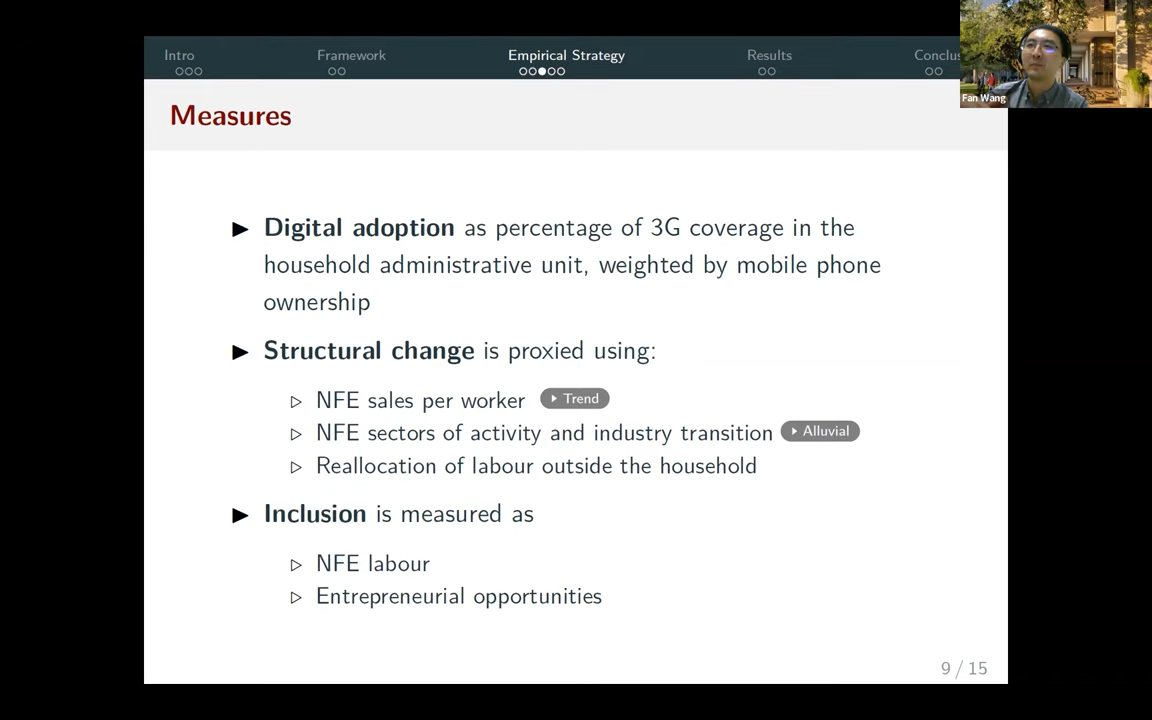 Intro
Framework
Empirical Strategy
Results
Conclus
Fan Wang
Measures
Digital adoption as percentage of 3G coverage in the
household administrative unit, weighted by mobile phone
ownership
Structural change is proxied using:
NFE sales per worker
Trend
NFE sectors of activity and industry transition
Alluvial
Reallocation of labour outside the household
Inclusion is measured as
NFE labour
Entrepreneurial opportunities
9 / 15